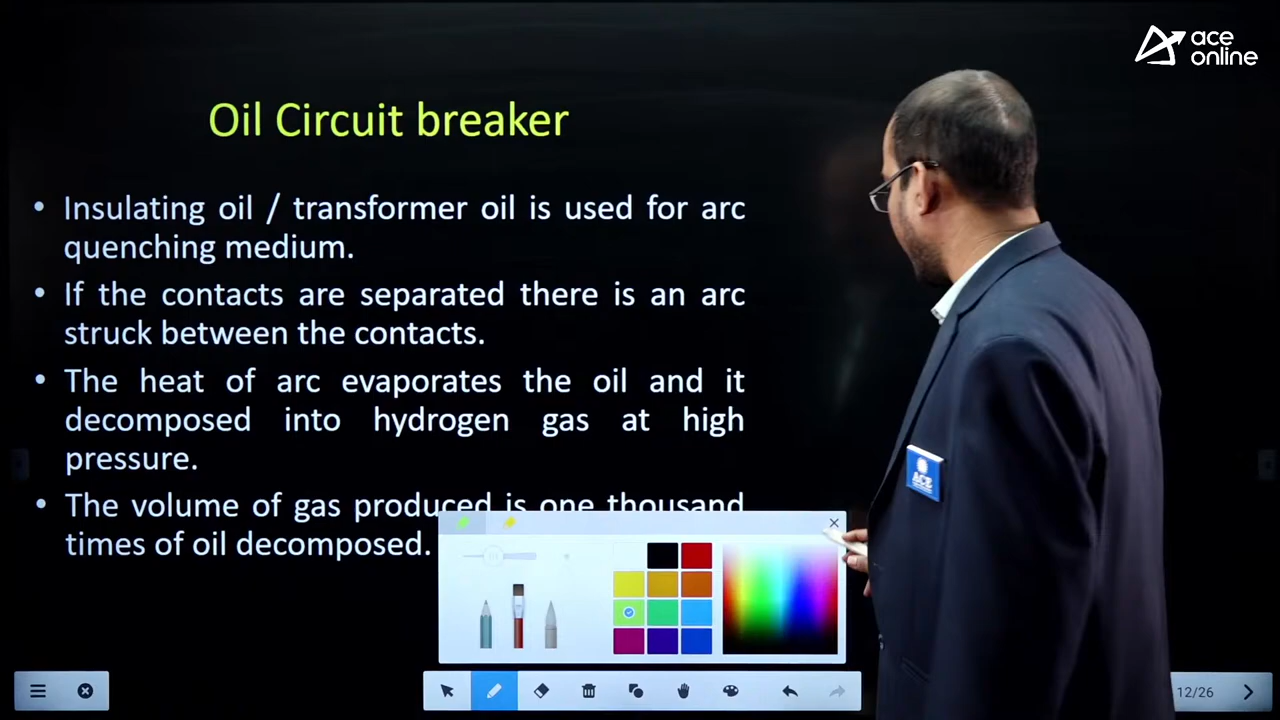 ace
online
Oil Circuit breaker
• Insulating oil / transformer oil is used for arc
quenching medium.
• If the contacts are separated there is an arc
struck between the contacts.
• The heat of arc evaporates the oil and it
decomposed into hydrogen gas at high
pressure.
• The volume of gas produced is one thousand
times of oil decomposed.
ACE
12/26